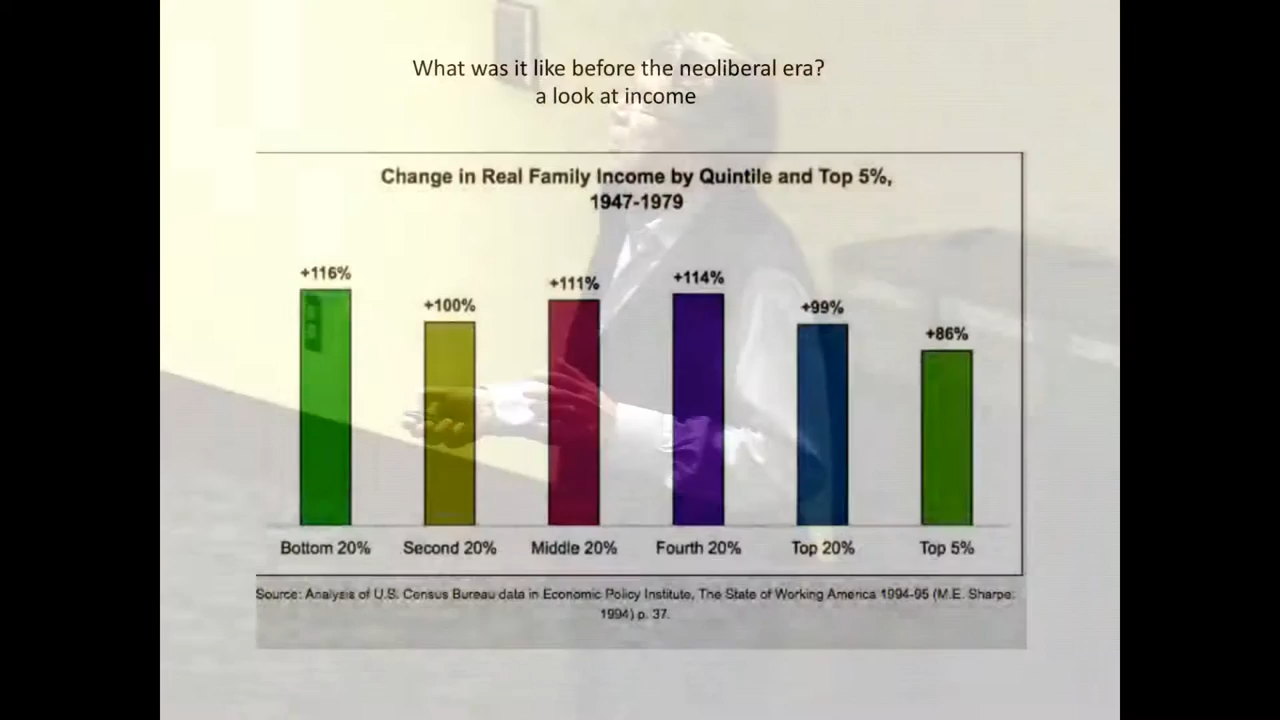 What was it like before the neoliberal era?
a look at income
Change in Real Family Income by Quintile and Top 5%,
1947-1979
+116%
+100%
+111%
+114%
+99%
+86%
Bottom 20%
Second 20%
Middle 20%
Fourth 20%
Top 20%
Top 5%
Source: Analysis of U.S. Census Bureau data in Economic Policy Institute, The State of Working America 1994-95 (M.E. Sharpe:
1994) p. 37.